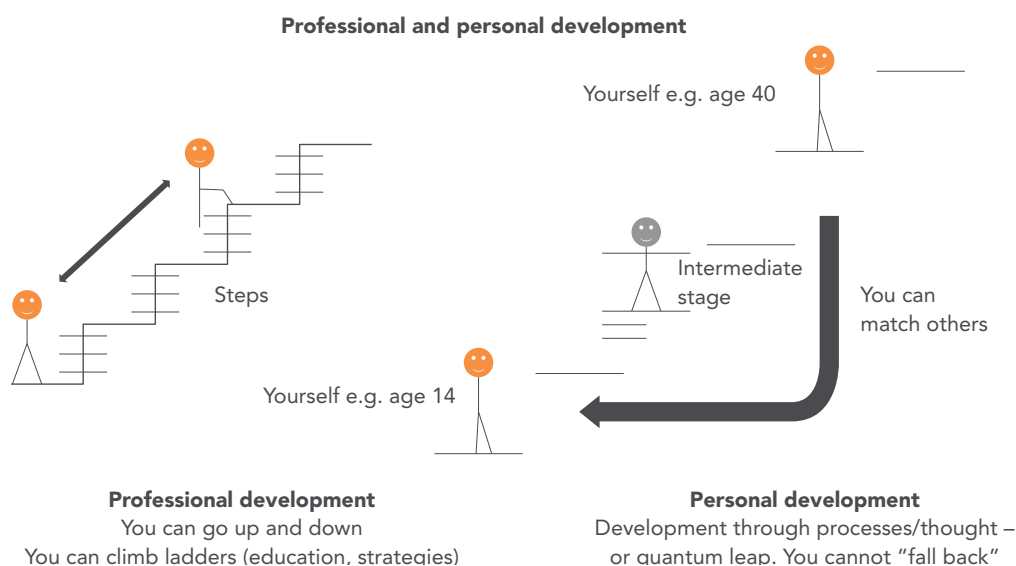 Professional and personal development
Yourself e.g. age 40
Steps
Intermediate
stage
You can
match others
Yourself e.g. age 14
Professional development
You can go up and down
You can climb ladders (education, strategies)
Personal development
Development through processes/thought –
or quantum leap. You cannot "fall back"